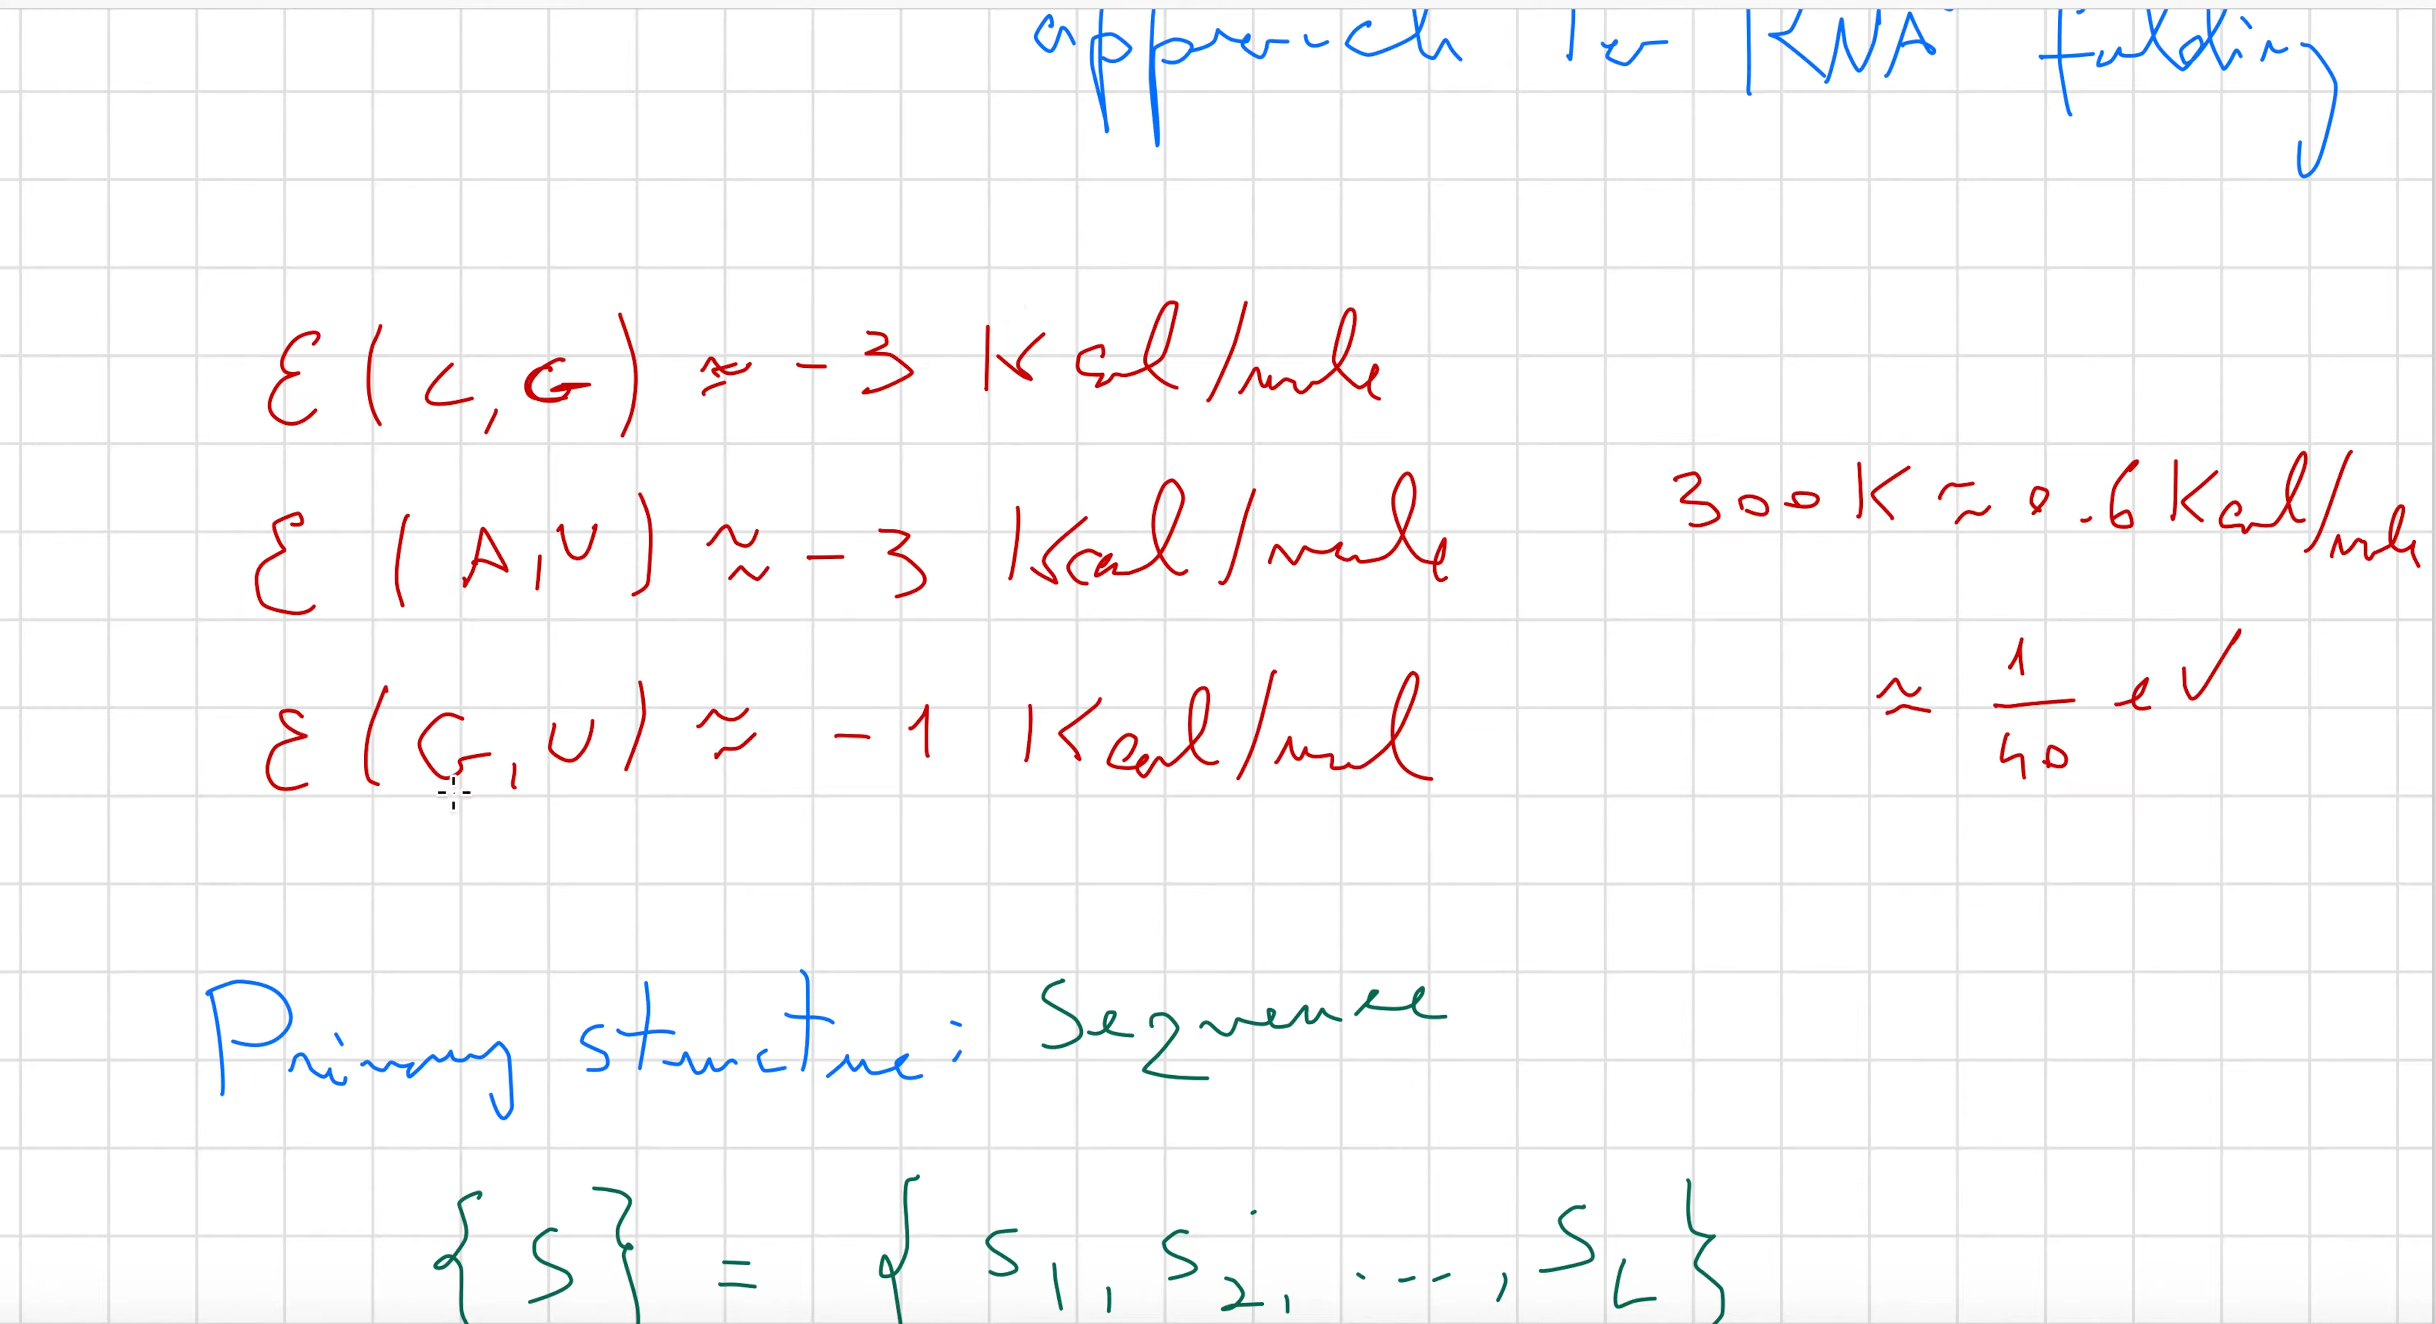 approach to RNA folding
ε(C,G) ≈ -3 Kcal/mole
ε(A,U) ≈ -3 Kcal/mole 300K ≈ 0.6 Kcal/mole
ε(G,U) ≈ -1 Kcal/mol ≈ 1/40 eV
Primary structure: Sequence
{S} = { S₁, S₂, ..., S_L }